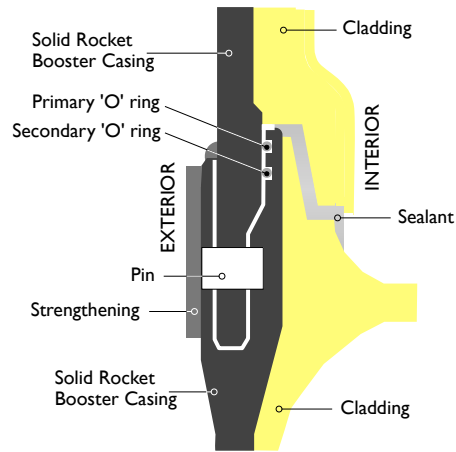 Solid Rocket
Booster Casing
Cladding
Primary 'O' ring
Secondary 'O' ring
INTERIOR
EXTERIOR
Sealant
Pin
Strengthening
Solid Rocket
Booster Casing
Cladding